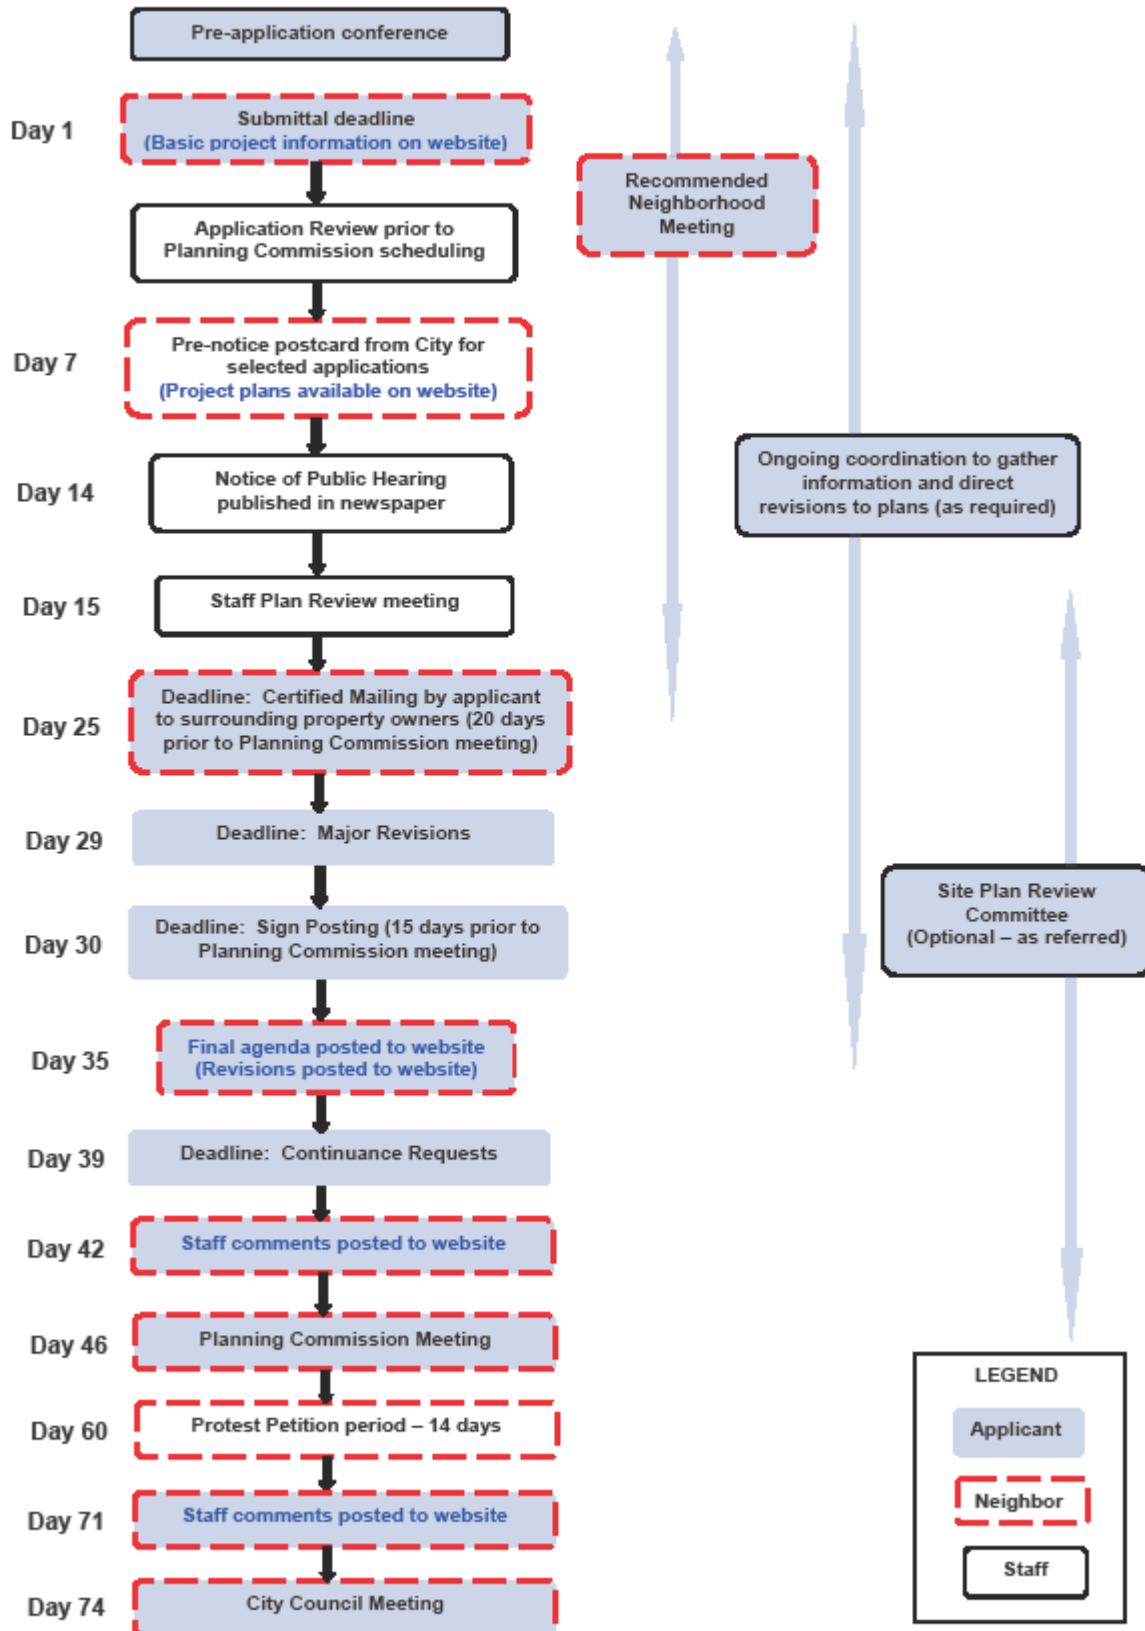 Pre-application conference
Day 1
Submittal deadline
(Basic project information on website)
Application Review prior to
Planning Commission scheduling
Day 7
Pre-notice postcard from City for
selected applications
(Project plans available on website)
Day 14
Notice of Public Hearing
published in newspaper
Day 15
Staff Plan Review meeting
Day 25
Deadline:  Certified Mailing by applicant
to surrounding property owners (20 days
prior to Planning Commission meeting)
Day 29
Deadline:  Major Revisions
Day 30
Deadline:  Sign Posting (15 days prior to
Planning Commission meeting)
Day 35
Final agenda posted to website
(Revisions posted to website)
Day 39
Deadline:  Continuance Requests
Day 42
Staff comments posted to website
Day 46
Planning Commission Meeting
Day 60
Protest Petition period – 14 days
Day 71
Staff comments posted to website
Day 74
City Council Meeting
Recommended
Neighborhood
Meeting
Ongoing coordination to gather
information and direct
revisions to plans (as required)
Site Plan Review
Committee
(Optional – as referred)
LEGEND
Applicant
Neighbor
Staff